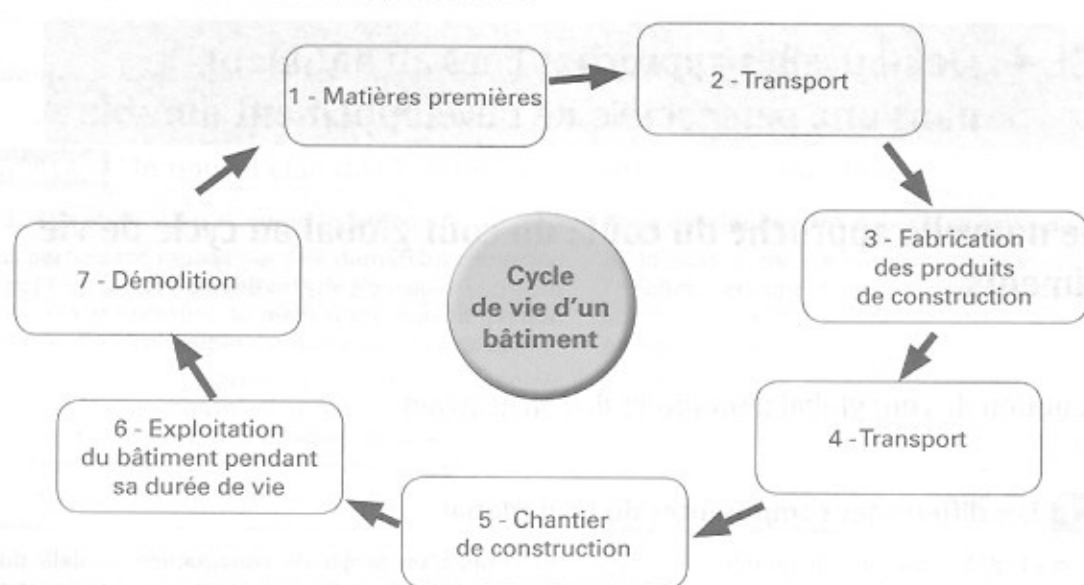 1 - Matières premières
2 - Transport
3 - Fabrication
des produits
de construction
4 - Transport
5 - Chantier
de construction
6 - Exploitation
du bâtiment pendant
sa durée de vie
7 - Démolition
Cycle
de vie d'un
bâtiment